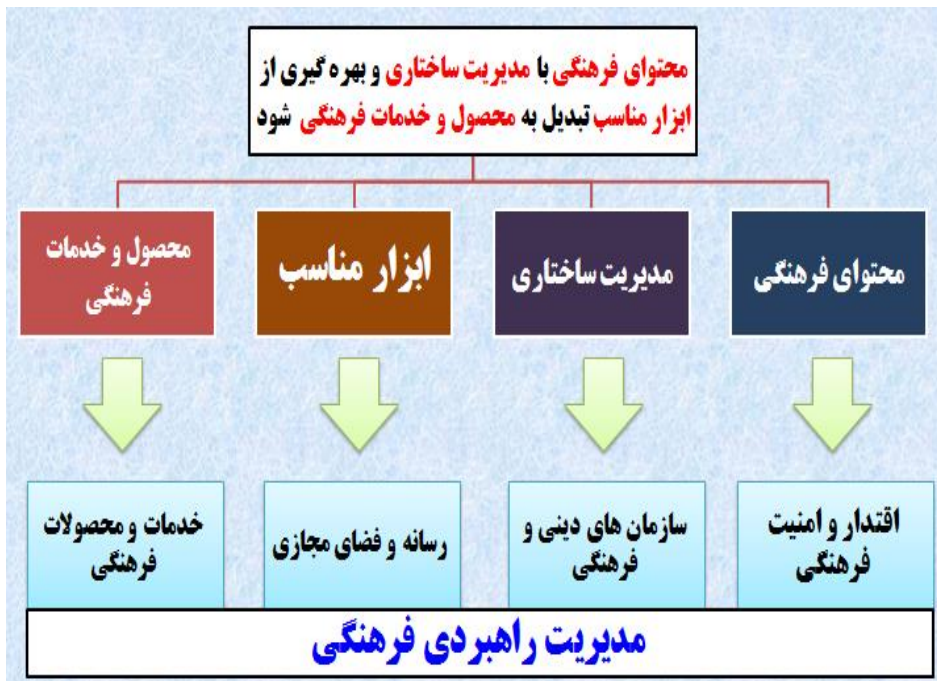 محتوای فرهنگی با مدیریت ساختاری و بهره گیری از
ابزار مناسب تبدیل به محصول و خدمات فرهنگی شود
محتوای فرهنگی
مدیریت ساختاری
ابزار مناسب
محصول و خدمات
فرهنگی
اقتدار و امنیت
فرهنگی
سازمان های دینی و
فرهنگی
رسانه و فضای مجازی
خدمات و محصولات
فرهنگی
مدیریت راهبردی فرهنگی